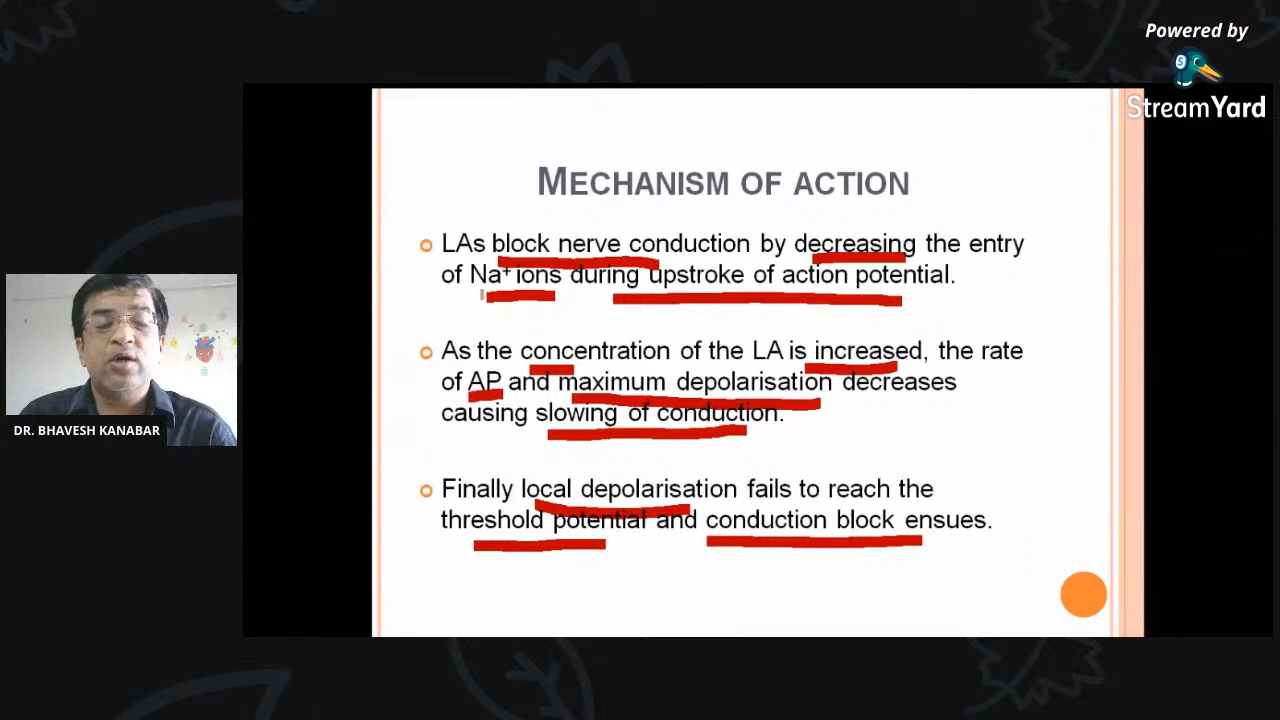 Powered by
StreamYard
MECHANISM OF ACTION
LAs block nerve conduction by decreasing the entry
of Na⁺ ions during upstroke of action potential.
As the concentration of the LA is increased, the rate
of AP and maximum depolarisation decreases
causing slowing of conduction.
Finally local depolarisation fails to reach the
threshold potential and conduction block ensues.
DR. BHAVESH KANABAR